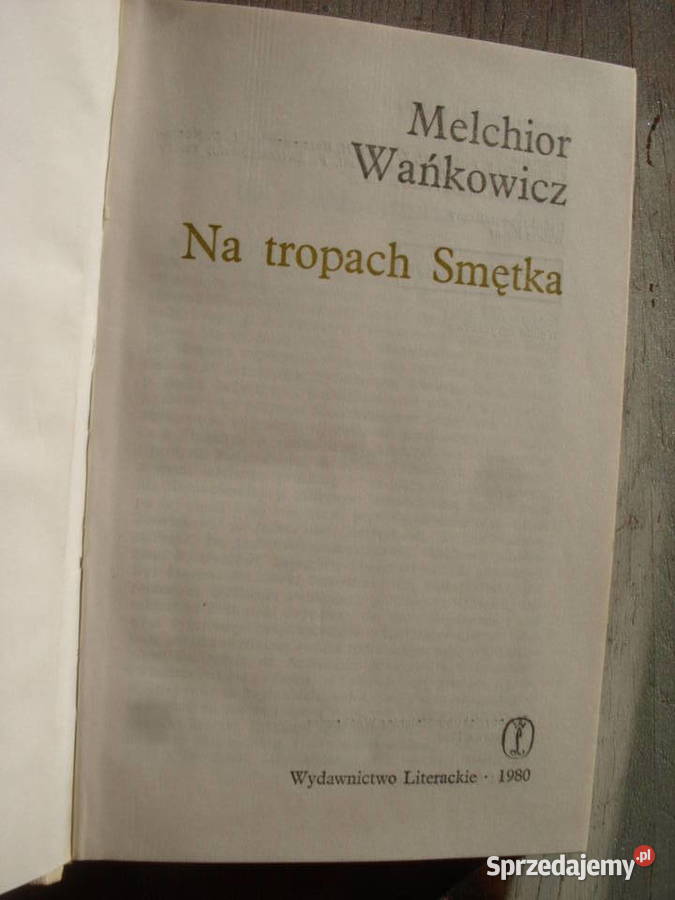 Melchior
Wańkowicz
Na tropach Smętka
Wydawnictwo Literackie · 1980
Sprzedajemy.pl